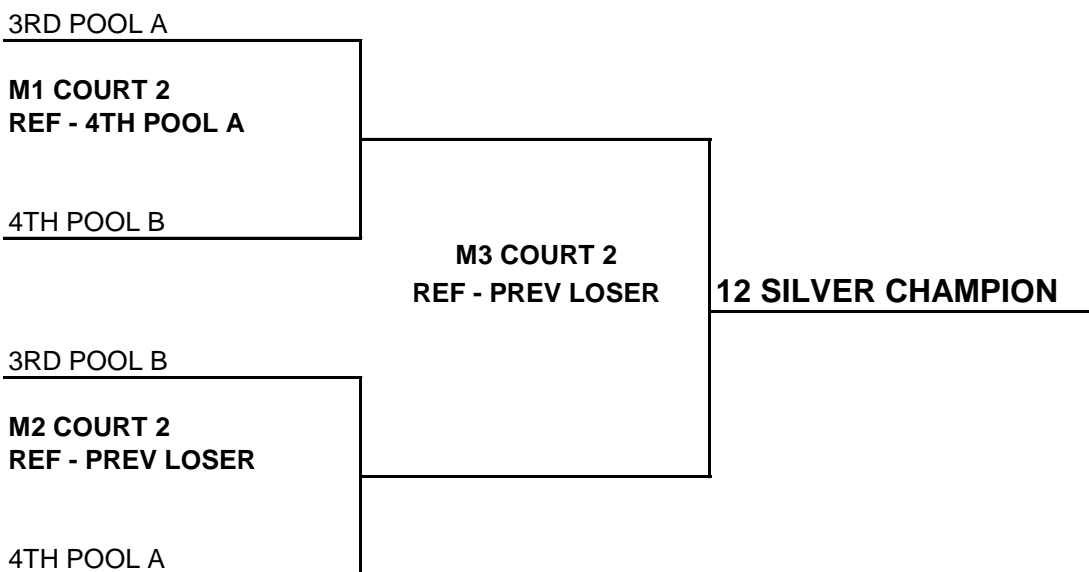 3RD POOL A
M1 COURT 2
REF - 4TH POOL A
4TH POOL B
M3 COURT 2
REF - PREV LOSER
12 SILVER CHAMPION
3RD POOL B
M2 COURT 2
REF - PREV LOSER
4TH POOL A